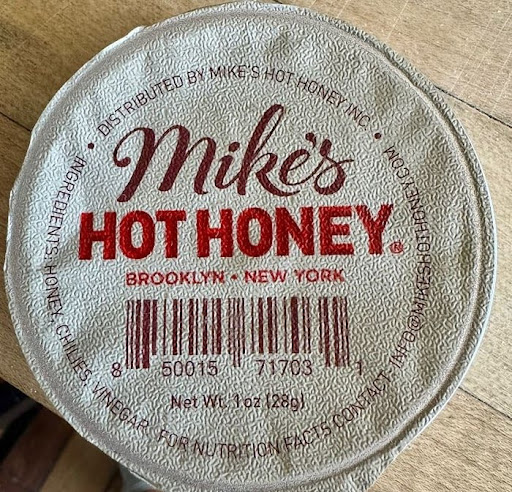 • DISTRIBUTED BY MIKE'S HOT HONEY INC •
Mike's
HOT HONEY®
BROOKLYN • NEW YORK
8 50015 71703 1
Net Wt. 1 oz (28g)
INGREDIENTS: HONEY, CHILIES, VINEGAR · FOR NUTRITION FACTS CONTACT · INFO@MIKESHOTHONEY.COM